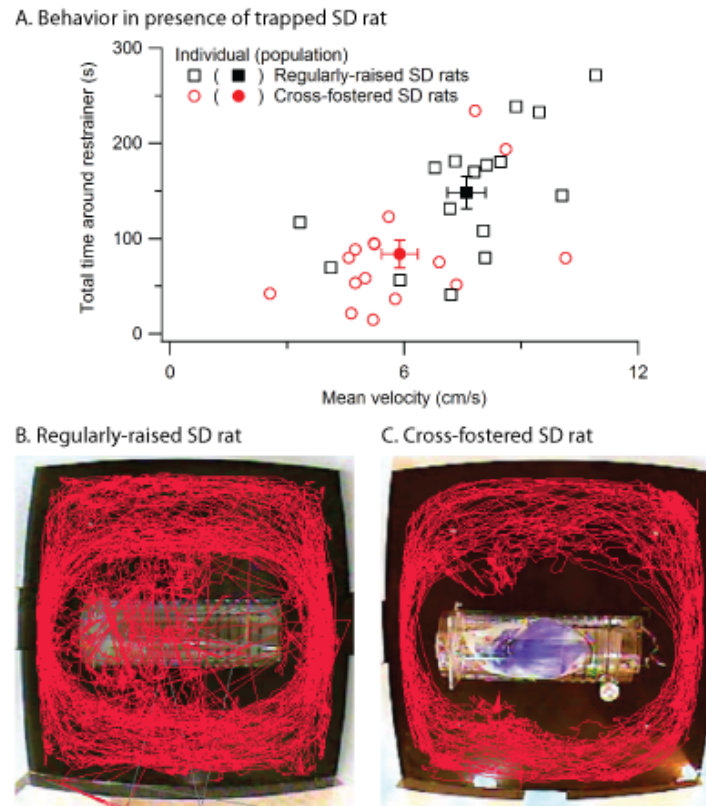 A. Behavior in presence of trapped SD rat
300
Individual (population)
( ) Regularly-raised SD rats
( ) Cross-fostered SD rats
200
100
0
Total time around restrainer (s)
0 6 12
Mean velocity (cm/s)
B. Regularly-raised SD rat
C. Cross-fostered SD rat